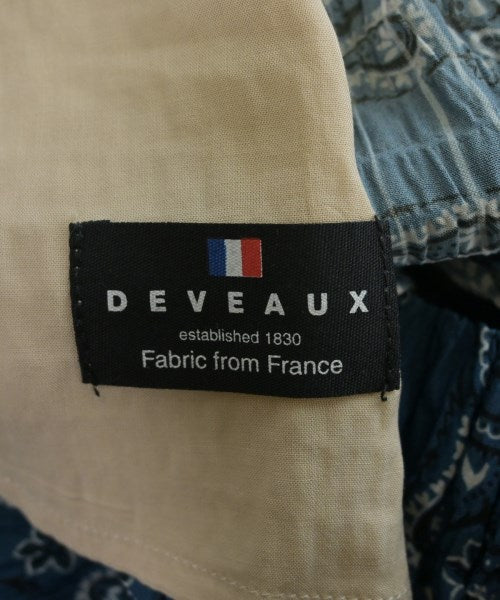 DEVEAUX
established 1830
Fabric from France